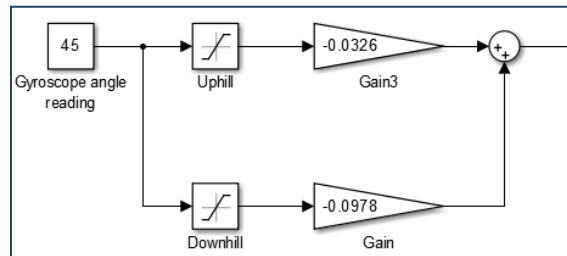 45
Gyroscope angle
reading
Uphill
-0.0326
Gain3
+
+
Downhill
-0.0978
Gain